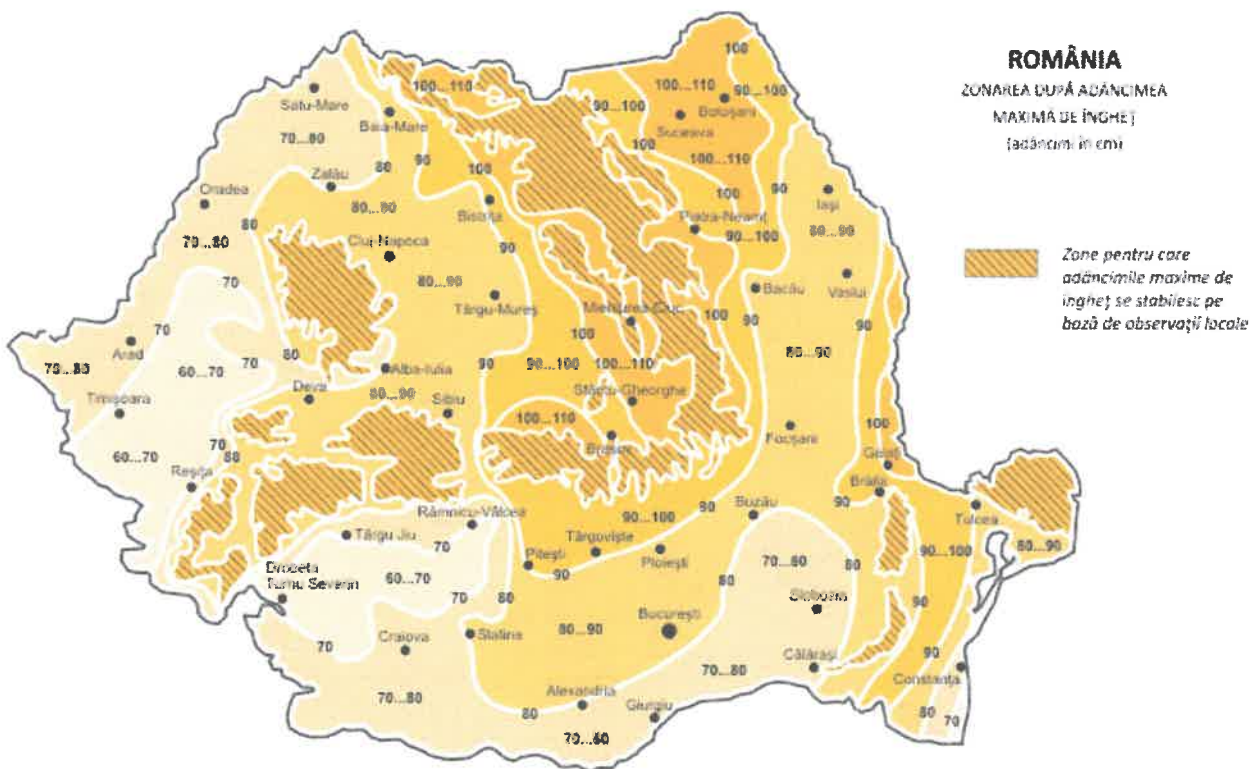 ROMÂNIA
ZONAREA DUPĂ ADÂNCIMEA
MAXIMĂ DE ÎNGHEȚ
(adâncimi în cm)
Zone pentru care
adâncimile maxime de
îngheț se stabilesc pe
bază de observații locale
100
100...110
100...110
90...100
Satu-Mare
Botoșani
90...100
Baia-Mare
Suceava
70...80
100
80
90
100
100...110
Zalău
Oradea
80...90
100
90
Iași
Bistrița
80
Piatra-Neamț
80...90
70...80
Cluj-Napoca
90
90...100
70
80...90
Târgu-Mureș
Bacău
Vaslui
Miercurea-Ciuc
100
70
100
90
90
Arad
80...90
70...80
60...70
70
80
Alba-Iulia
90
90...100
100...110
Deva
80...90
Sfântu-Gheorghe
Timișoara
Sibiu
100...110
Brașov
Focșani
100
60...70
70
80
Reșița
Galați
Brăila
90
Râmnicu-Vâlcea
90...100
90
Buzău
Tulcea
Târgu Jiu
70
Târgoviște
Pitești
90
Ploiești
90...100
80...90
Drobeta
Turnu Severin
60...70
70
80
80
80
Slobozia
București
90
70
Craiova
Slatina
80...90
Călărași
70...80
90
Constanța
70...80
Alexandria
80
Giurgiu
80
70